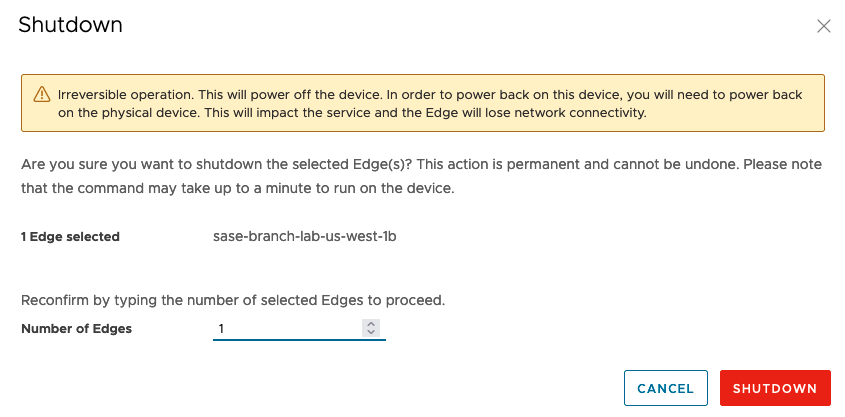 Shutdown
Irreversible operation. This will power off the device. In order to power back on this device, you will need to power back
on the physical device. This will impact the service and the Edge will lose network connectivity.
Are you sure you want to shutdown the selected Edge(s)? This action is permanent and cannot be undone. Please note
that the command may take up to a minute to run on the device.
1 Edge selected sase-branch-lab-us-west-1b
Reconfirm by typing the number of selected Edges to proceed.
Number of Edges 1
CANCEL SHUTDOWN